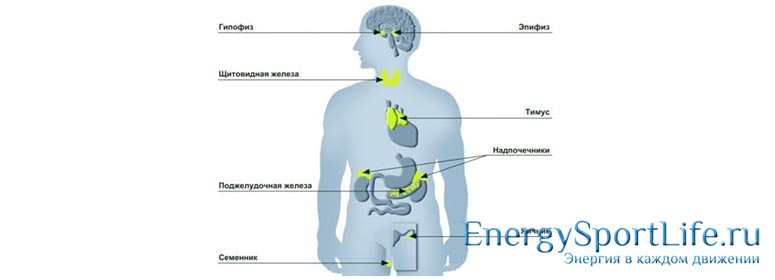 Гипофиз
Эпифиз
Щитовидная железа
Тимус
Надпочечники
Поджелудочная железа
EnergySportLife.ru
Энергия в каждом движении
Семенник